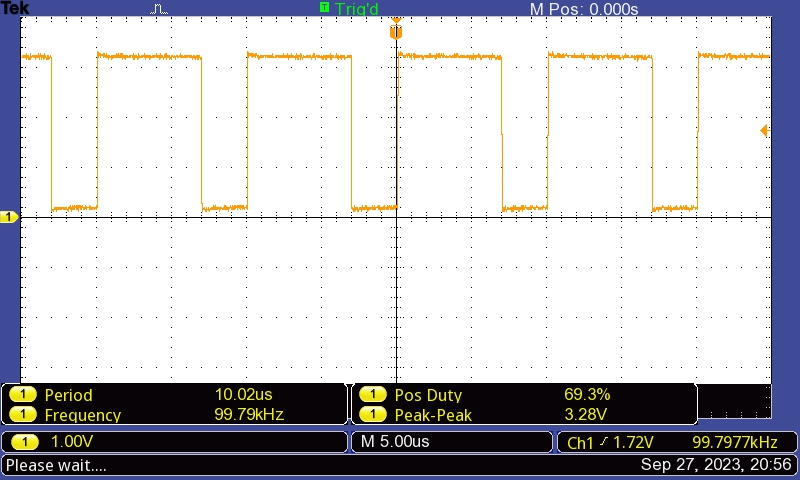 Tek T Trig'd M Pos: 0.000s
1
1 Period 10.02us 1 Pos Duty 69.3%
1 Frequency 99.79kHz 1 Peak-Peak 3.28V
1 1.00V M 5.00us Ch1 / 1.72V 99.7977kHz
Please wait.... Sep 27, 2023, 20:56